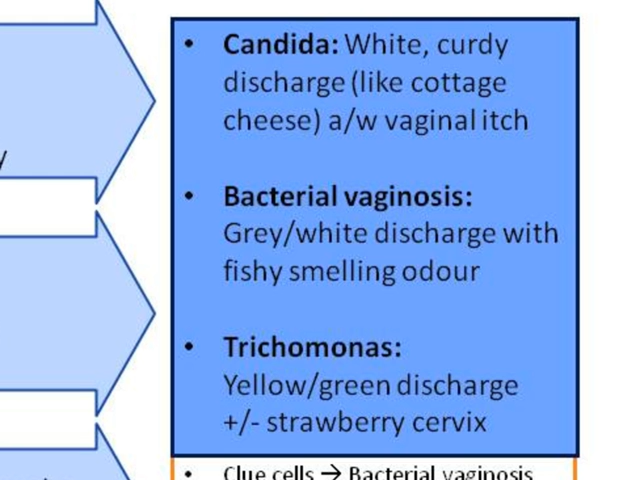 • Candida: White, curdy
discharge (like cottage
cheese) a/w vaginal itch
• Bacterial vaginosis:
Grey/white discharge with
fishy smelling odour
• Trichomonas:
Yellow/green discharge
+/- strawberry cervix
• Clue cells → Bacterial vaginosis
y